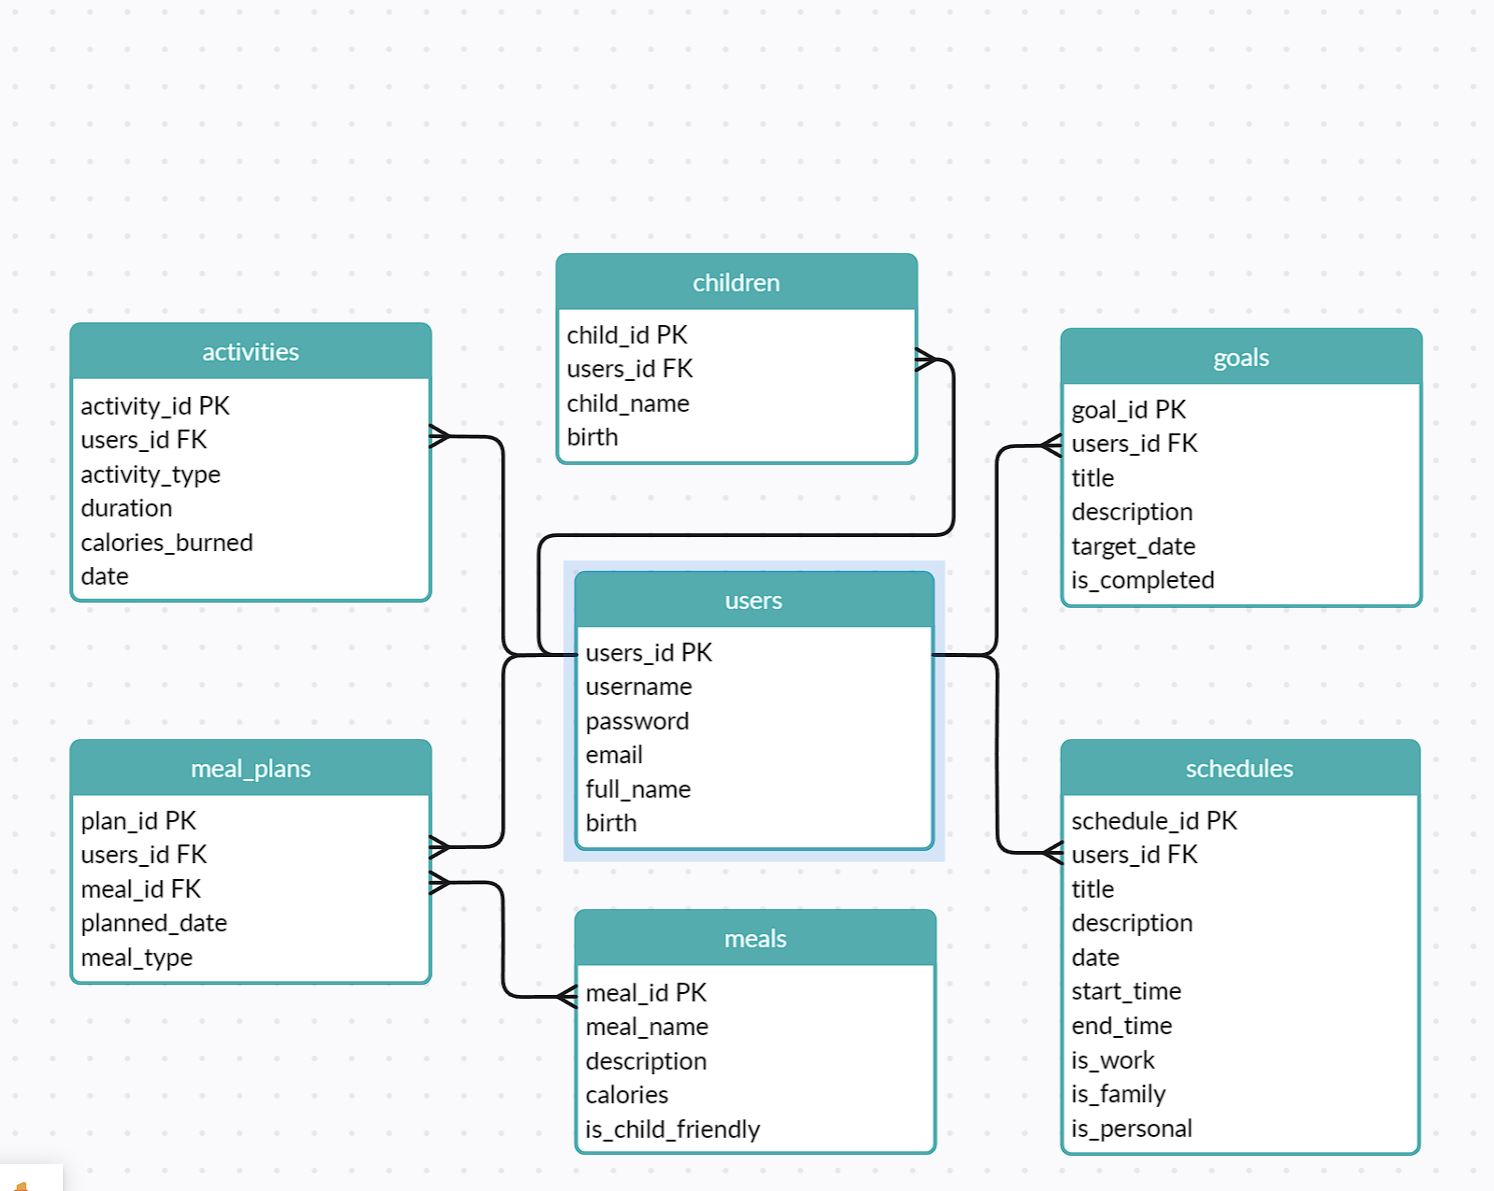 children
child_id PK
users_id FK
child_name
birth
activities
activity_id PK
users_id FK
activity_type
duration
calories_burned
date
goals
goal_id PK
users_id FK
title
description
target_date
is_completed
users
users_id PK
username
password
email
full_name
birth
meal_plans
plan_id PK
users_id FK
meal_id FK
planned_date
meal_type
schedules
schedule_id PK
users_id FK
title
description
date
start_time
end_time
is_work
is_family
is_personal
meals
meal_id PK
meal_name
description
calories
is_child_friendly